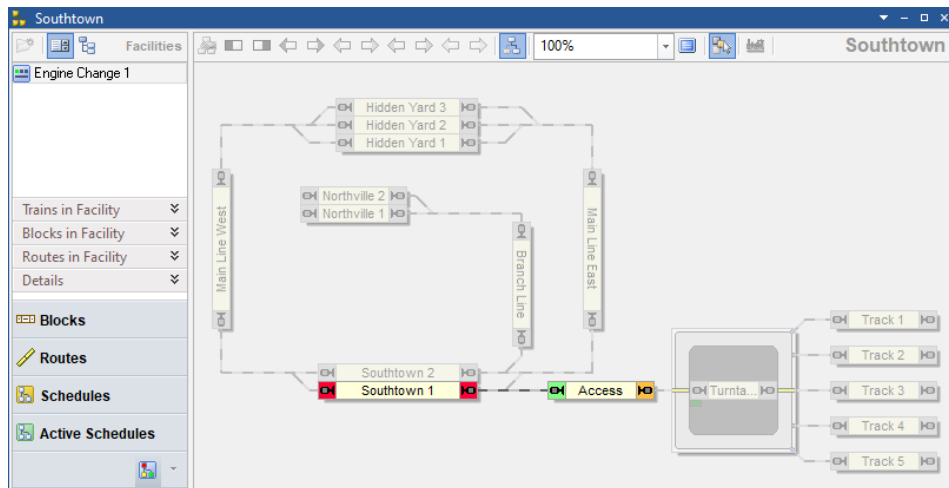 Southtown
Facilities
100%
Southtown
Engine Change 1
Trains in Facility
Blocks in Facility
Routes in Facility
Details
Blocks
Routes
Schedules
Active Schedules
Hidden Yard 3
Hidden Yard 2
Hidden Yard 1
Northville 2
Northville 1
Main Line West
Branch Line
Main Line East
Southtown 2
Southtown 1
Access
Turnta...
Track 1
Track 2
Track 3
Track 4
Track 5